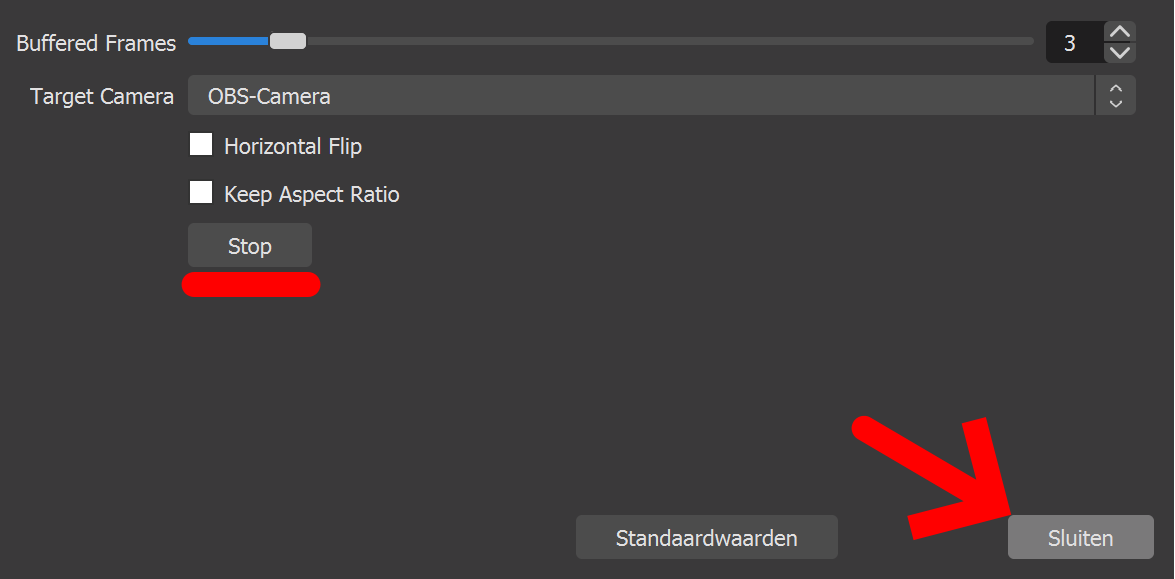 Buffered Frames 3
Target Camera OBS-Camera
Horizontal Flip
Keep Aspect Ratio
Stop
Standaardwaarden Sluiten